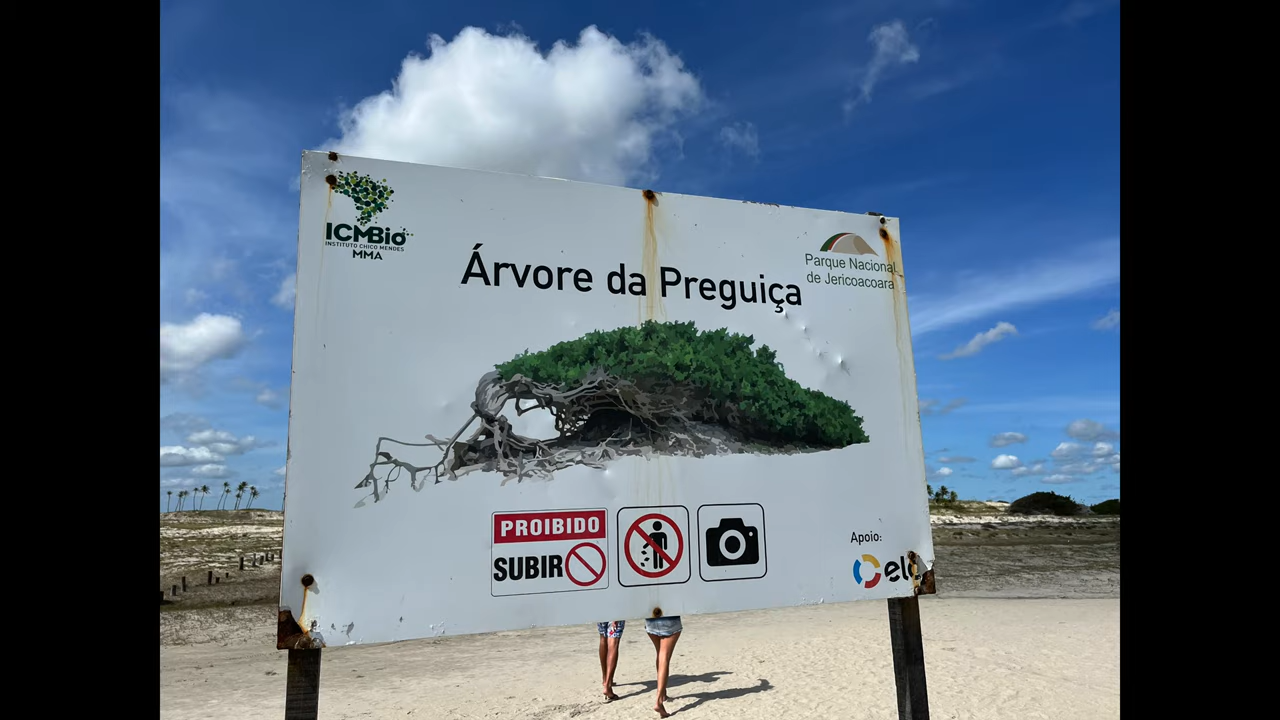 ICMBio
INSTITUTO CHICO MENDES
MMA
Árvore da Preguiça
Parque Nacional
de Jericoacoara
PROIBIDO
SUBIR
Apoio: